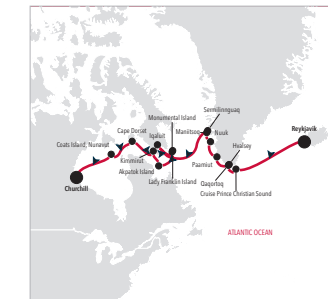 Sermilinnguaq
Monumental Island
Maniitsoq
Nuuk
Cape Dorset
Iqaluit
Hvalsey
Reykjavik
Coats Island, Nunavut
Kimmirut
Paamiut
Akpatok Island
Churchill
Lady Franklin Island
Qaqortoq
Cruise Prince Christian Sound
ATLANTIC OCEAN